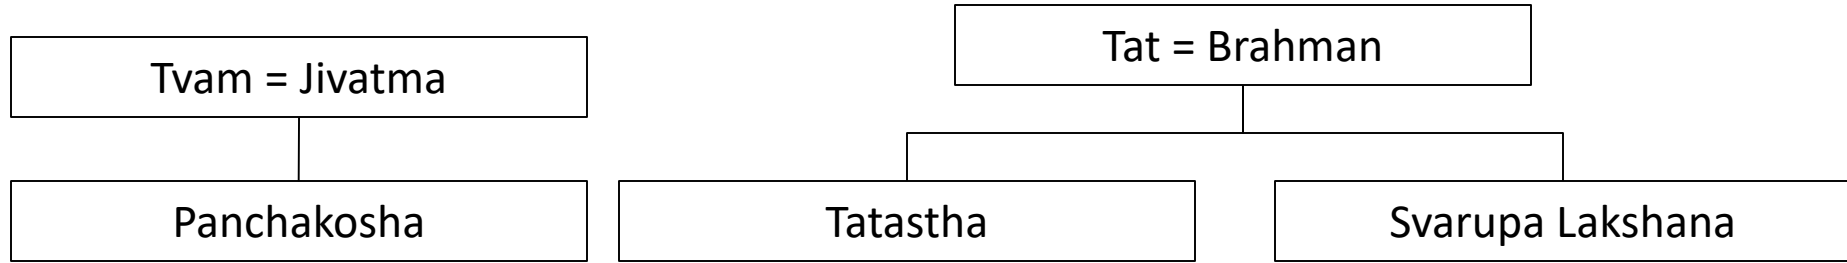 Tvam = Jivatma
Tat = Brahman
Panchakosha
Tatastha
Svarupa Lakshana